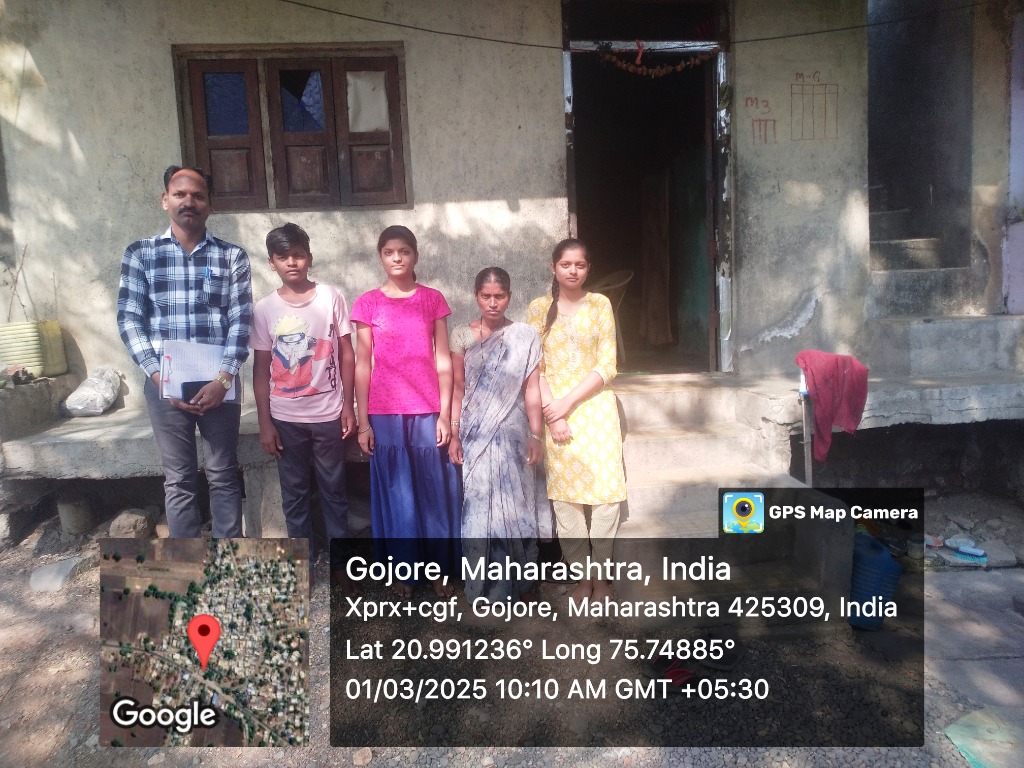 M-G
M3
GPS Map Camera
Gojore, Maharashtra, India
Xprx+cgf, Gojore, Maharashtra 425309, India
Lat 20.991236° Long 75.74885°
01/03/2025 10:10 AM GMT +05:30
Google